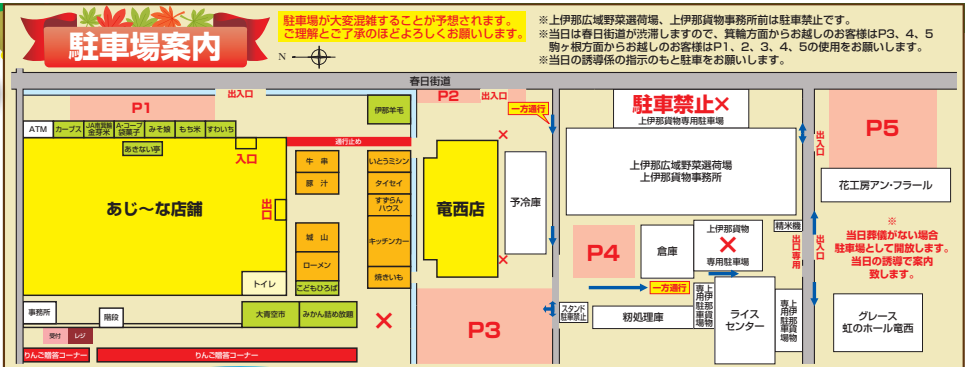 駐車場案内
駐車場が大変混雑することが予想されます。
ご理解とご了承のほどよろしくお願いします。
N
※上伊那広域野菜選荷場、上伊那貨物事務所前は駐車禁止です。
※当日は春日街道が渋滞しますので、箕輪方面からお越しのお客様はP3、4、5
駒ヶ根方面からお越しのお客様はP1、2、3、4、5の使用をお願いします。
※当日の誘導係の指示のもと駐車をお願いします。
春日街道
P1
出入口
ATM
カーブス
JA南箕輪
金芽米
A・コープ
袋菓子
みそ娘
もち米
すわいち
あきない亭
入口
あじ〜な店舗
出口
トイレ
事務所
階段
受付
レジ
りんご贈答コーナー
りんご贈答コーナー
大青空市
みかん詰め放題
通行止め
牛串
豚汁
城山
ローメン
こどもひろば
伊那羊毛
いとうミシン
タイセイ
すずらん
ハウス
キッチンカー
焼きいも
×
P2
出入口
一方通行
×
竜西店
予冷庫
×
P3
駐車禁止×
上伊那貨物専用駐車場
上伊那広域野菜選荷場
上伊那貨物事務所
P4
倉庫
上伊那貨物
×
専用駐車場
精米機
出口専用
一方通行
スタンド
駐車禁止
籾処理庫
上伊那貨物
専用駐車場
ライス
センター
上伊那貨物
専用駐車場
出入口
出入口
P5
花工房アン・フラール
※
当日葬儀がない場合
駐車場として開放します。
当日の誘導で案内
致します。
グレース
虹のホール竜西